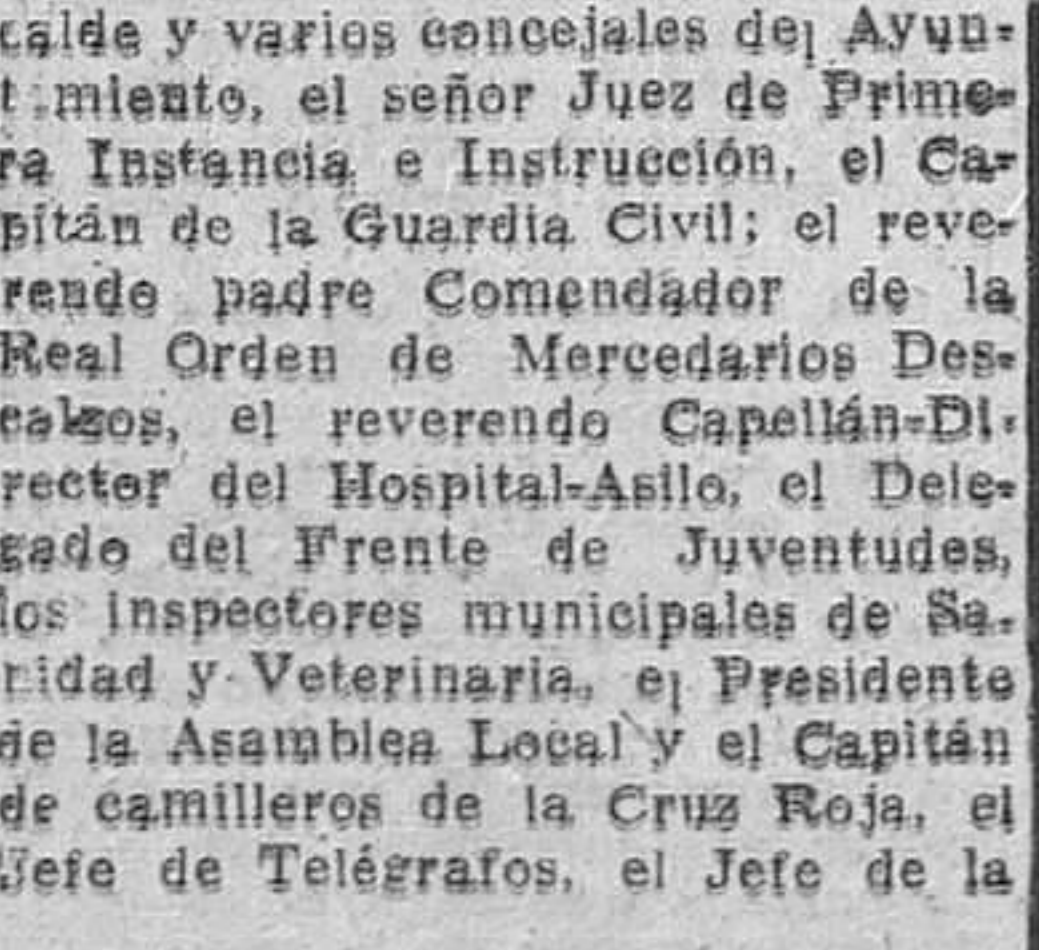 calde y varios concejales del Ayun-
t miento, el señor Juez de Prime-
ra Instancia e Instrucción, el Ca-
pitán de la Guardia Civil; el reve-
rendo padre Comendador de la
Real Orden de Mercedarios Des-
calzos, el reverendo Capellán-Di-
rector del Hospital-Asilo, el Dele-
gado del Frente de Juventudes,
los inspectores municipales de Sa-
nidad y Veterinaria, el Presidente
de la Asamblea Local y el Capitán
de camilleros de la Cruz Roja, el
Jefe de Telégrafos, el Jefe de la